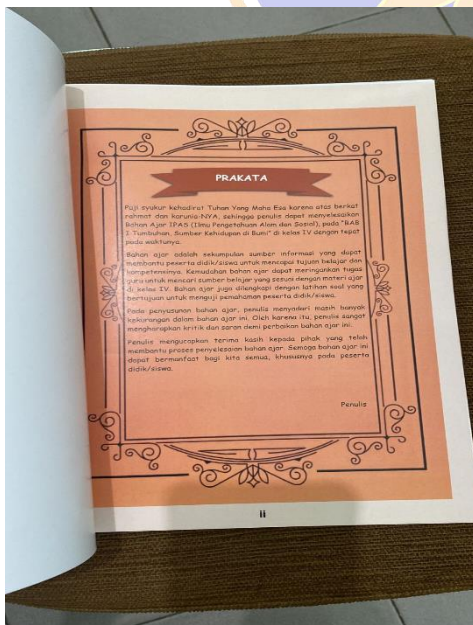 PRAKATA
Puji syukur kehadirat Tuhan Yang Maha Esa karena atas berkat
rahmat dan karunia-NYA, sehingga penulis dapat menyelesaikan
Bahan Ajar IPAS (Ilmu Pengetahuan Alam dan Sosial), pada "BAB
I Tumbuhan, Sumber Kehidupan di Bumi" di kelas IV dengan tepat
pada waktunya.
Bahan ajar adalah sekumpulan sumber informasi yang dapat
membantu peserta didik/siswa untuk mencapai tujuan belajar dan
kompetensinya. Kemudahan bahan ajar dapat meringankan tugas
guru untuk mencari sumber belajar yang sesuai dengan materi ajar
di kelas IV. Bahan ajar juga dilengkapi dengan latihan soal yang
bertujuan untuk menguji pemahaman peserta didik/siswa.
Pada penyusunan bahan ajar, penulis menyadari masih banyak
kekurangan dalam bahan ajar ini. Oleh karena itu, penulis sangat
mengharapkan kritik dan saran demi perbaikan bahan ajar ini.
Penulis mengucapkan terima kasih kepada pihak yang telah
membantu proses penyelesaian bahan ajar. Semoga bahan ajar ini
dapat bermanfaat bagi kita semua, khususnya pada peserta
didik/siswa.
Penulis
ii